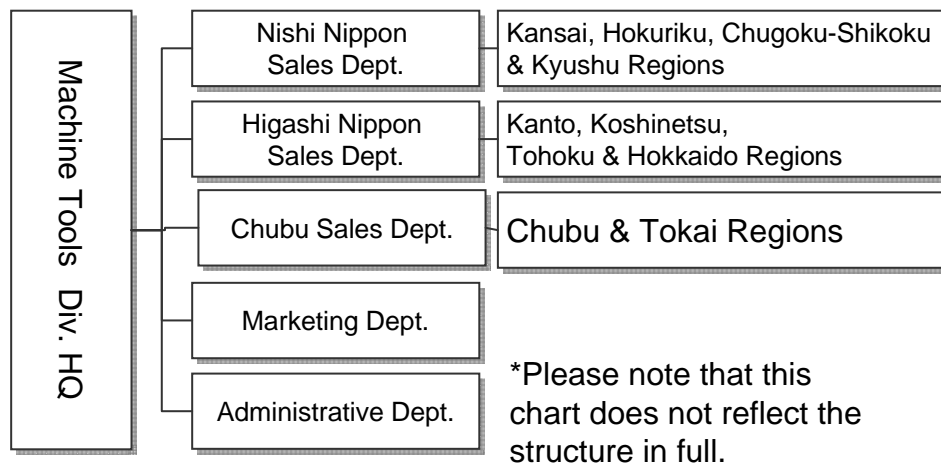 Machine Tools Div. HQ
Nishi Nippon
Sales Dept.
Kansai, Hokuriku, Chugoku-Shikoku
& Kyushu Regions
Higashi Nippon
Sales Dept.
Kanto, Koshinetsu,
Tohoku & Hokkaido Regions
Chubu Sales Dept.
Chubu & Tokai Regions
Marketing Dept.
Administrative Dept.
*Please note that this
chart does not reflect the
structure in full.